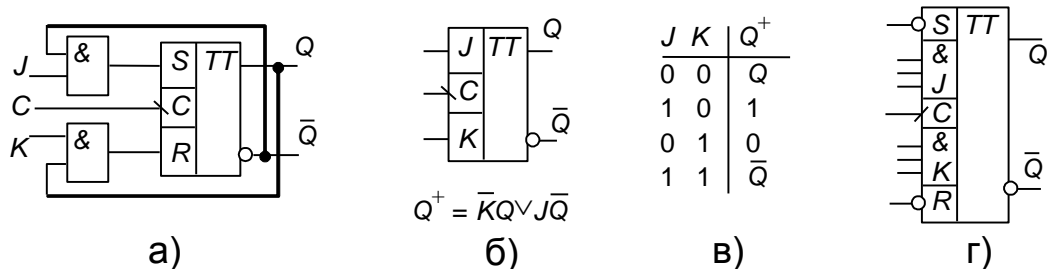 &
J
C
&
K
S TT
C
R
Q
Q̅
а)
J TT
C
K
Q
Q̅
Q⁺ = K̅Q∨JQ̅
б)
J K Q⁺
0 0 Q
1 0 1
0 1 0
1 1 Q̅
в)
S TT
&
J
C
&
K
R
Q
Q̅
г)